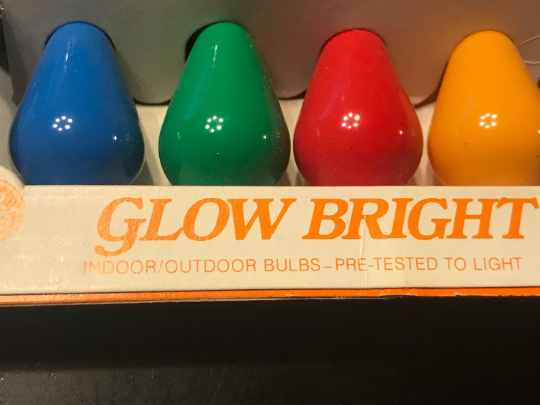 GLOW BRIGHT
INDOOR/OUTDOOR BULBS–PRE-TESTED TO LIGHT